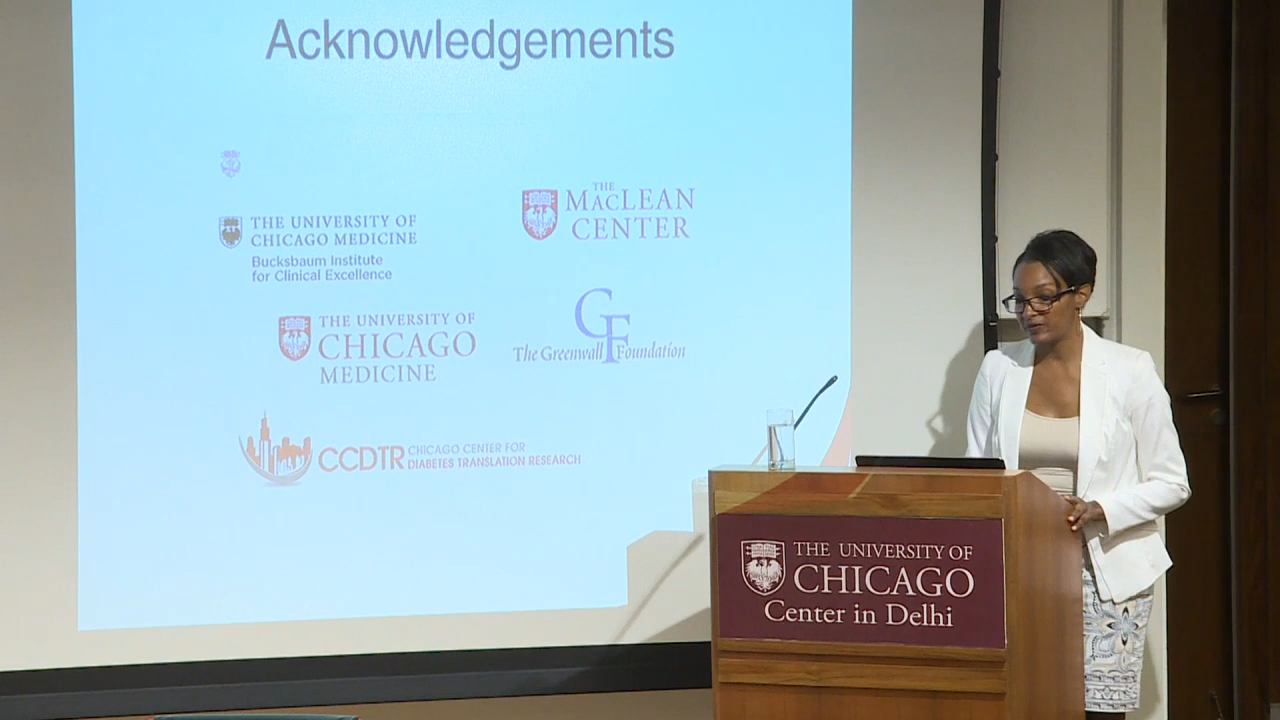 Acknowledgements
THE UNIVERSITY OF
CHICAGO MEDICINE
Bucksbaum Institute
for Clinical Excellence
THE
MACLEAN
CENTER
THE UNIVERSITY OF
CHICAGO
MEDICINE
GF
The Greenwall Foundation
CCDTR
CHICAGO CENTER FOR
DIABETES TRANSLATION RESEARCH
THE UNIVERSITY OF
CHICAGO
Center in Delhi